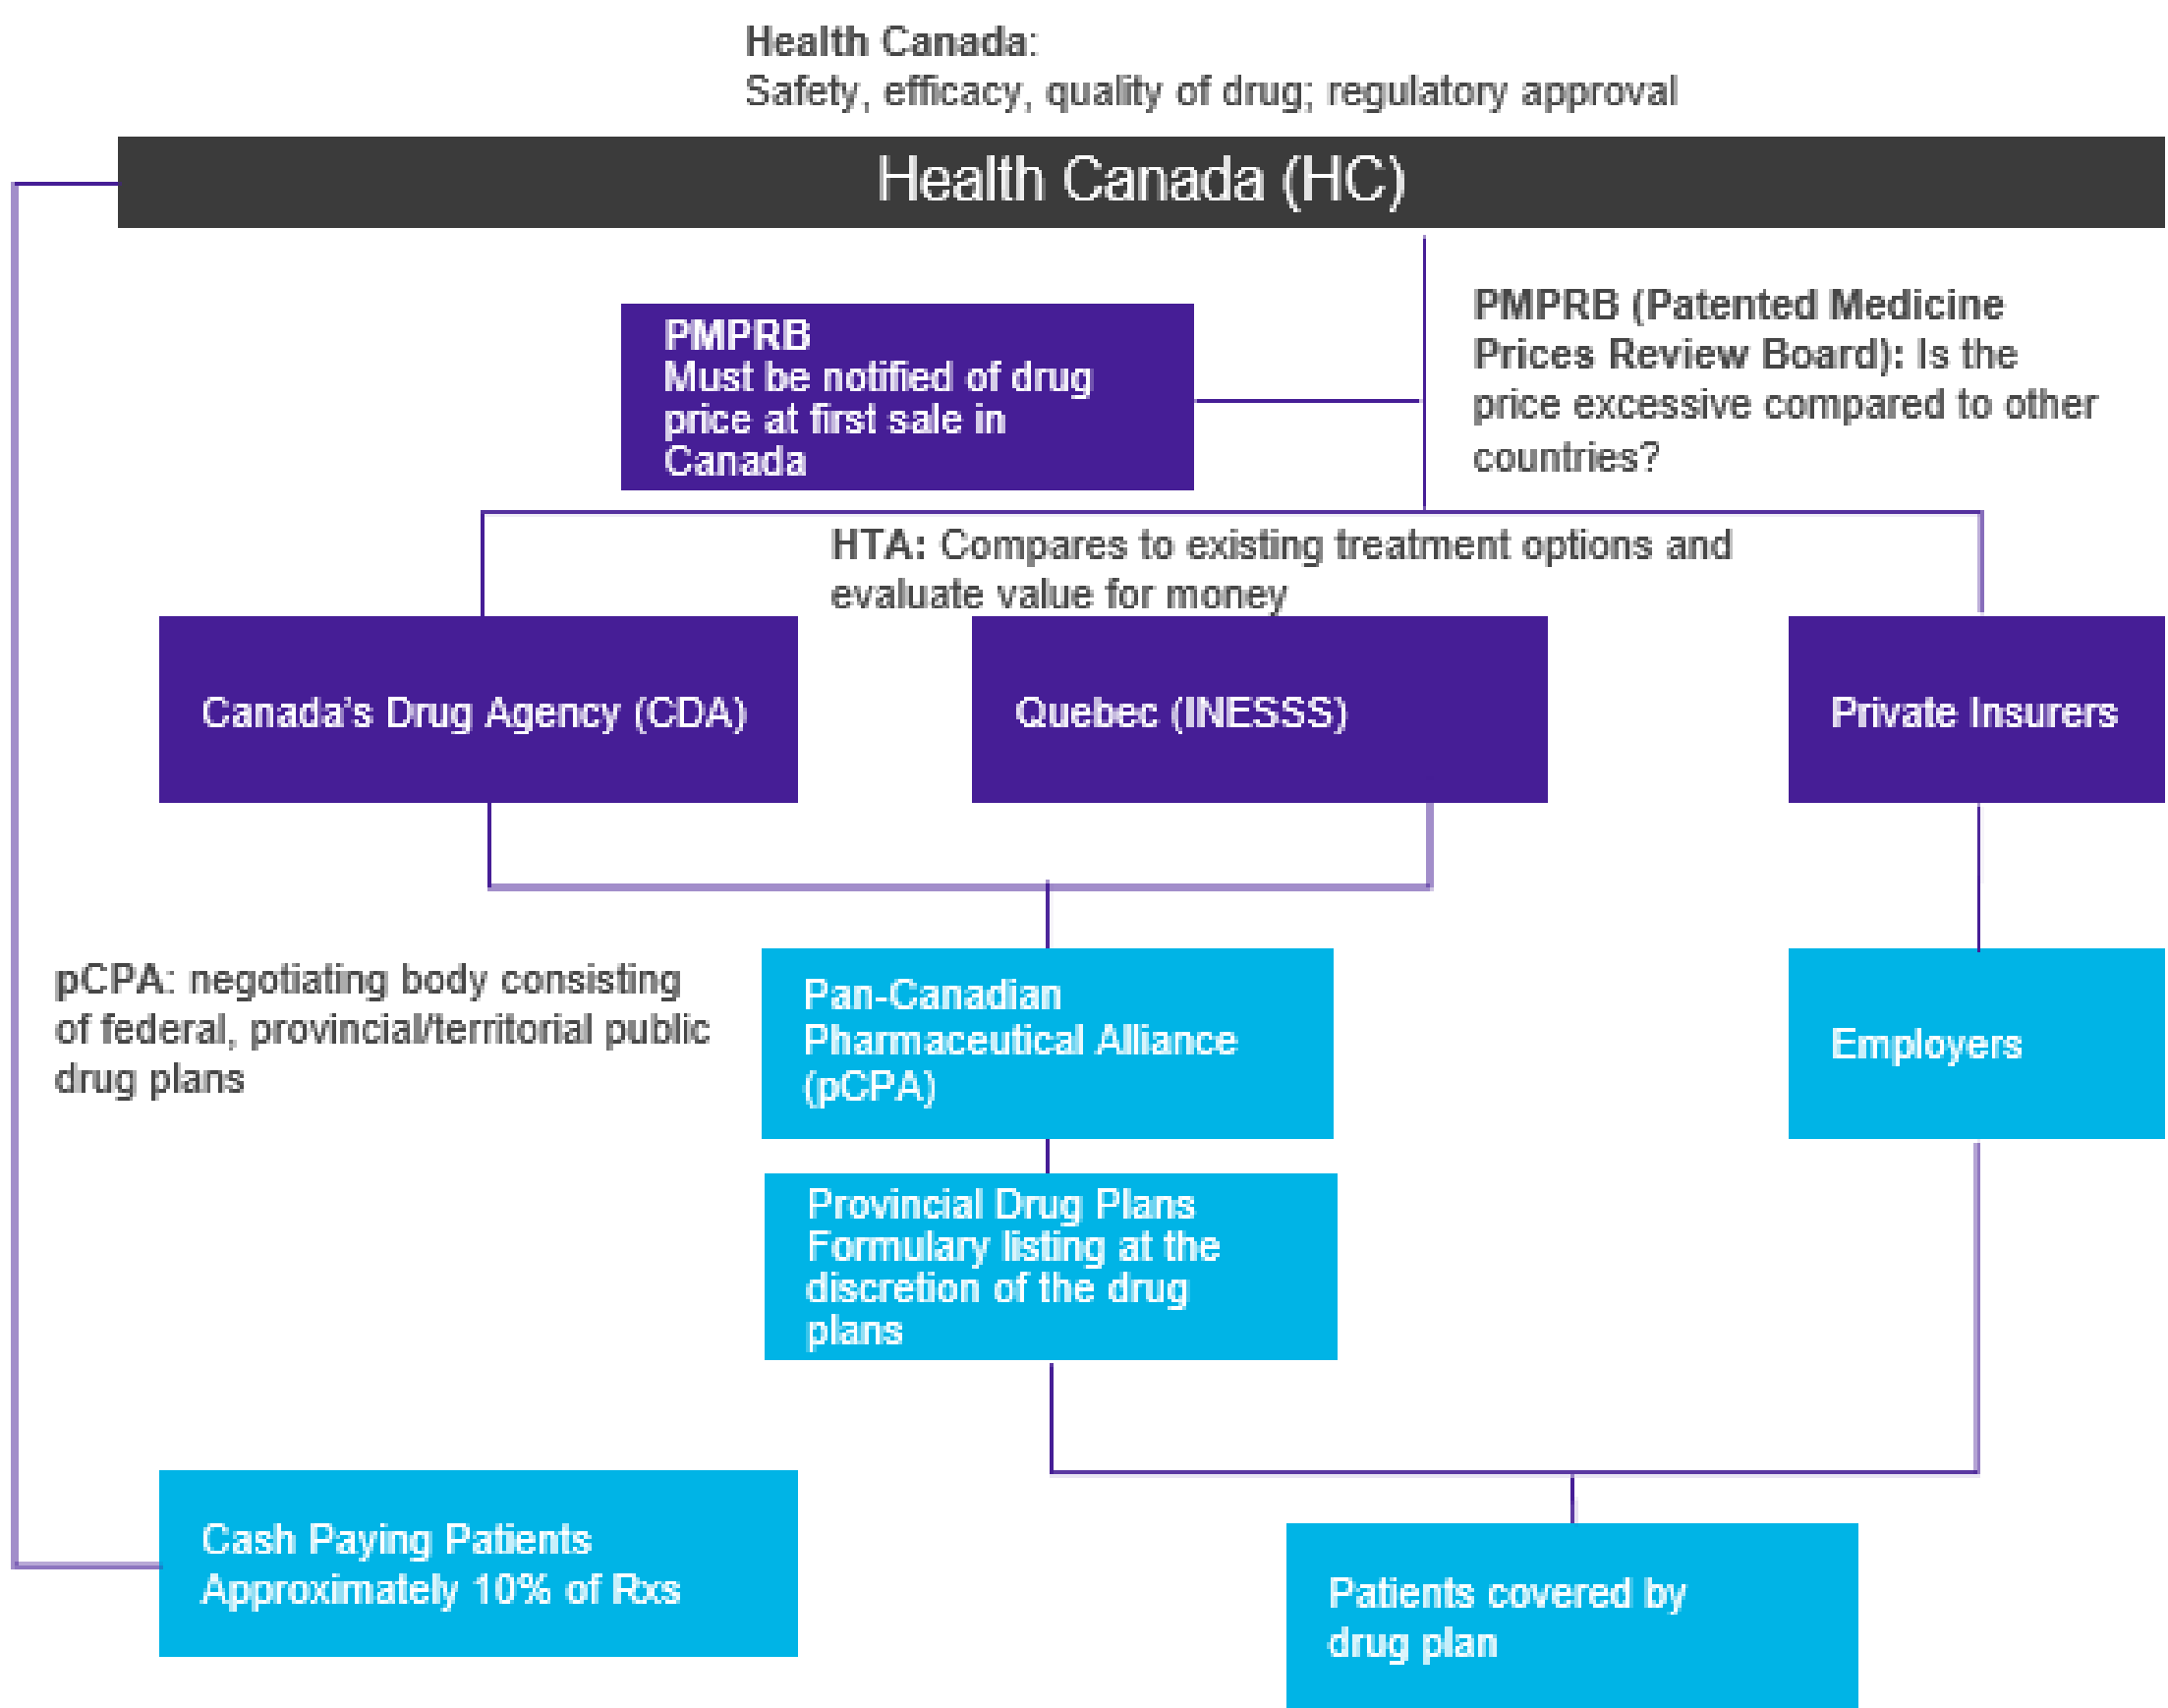 Health Canada:
Safety, efficacy, quality of drug; regulatory approval
Health Canada (HC)
PMPRB
Must be notified of drug
price at first sale in
Canada
PMPRB (Patented Medicine
Prices Review Board): Is the
price excessive compared to other
countries?
HTA: Compares to existing treatment options and
evaluate value for money
Canada's Drug Agency (CDA)
Quebec (INESSS)
Private Insurers
pCPA: negotiating body consisting
of federal, provincial/territorial public
drug plans
Pan-Canadian
Pharmaceutical Alliance
(pCPA)
Employers
Provincial Drug Plans
Formulary listing at the
discretion of the drug
plans
Cash Paying Patients
Approximately 10% of Rxs
Patients covered by
drug plan